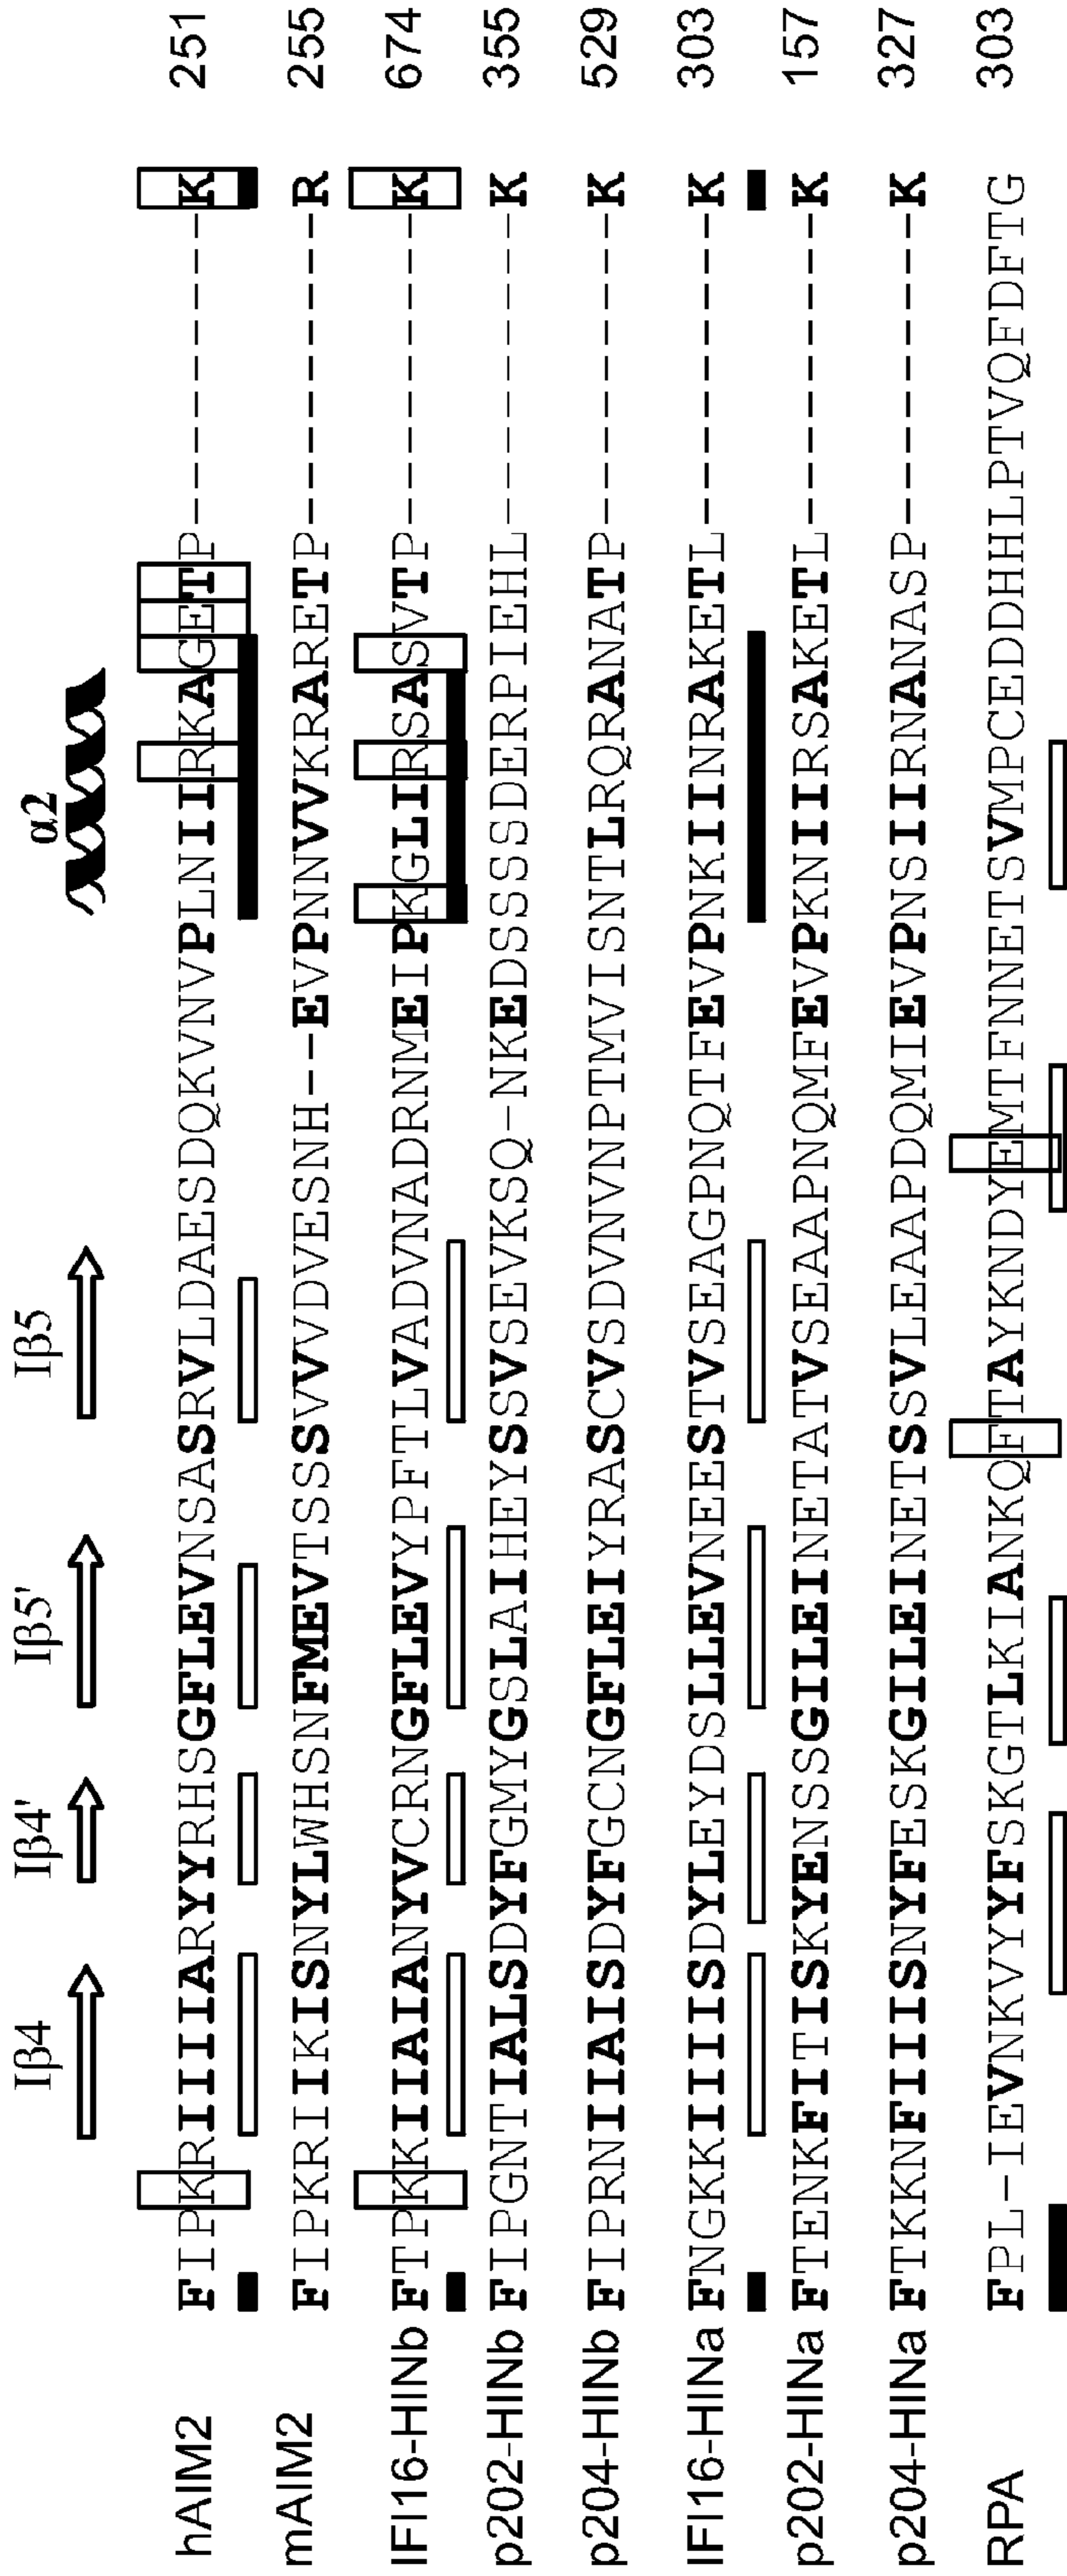 Iβ4 Iβ4' Iβ5' Iβ5 α2
hAIM2 FIPKRIIIIARYYRHSGFLEVNSASRVLDAESDQKVNVPLNIIRKAGETP---------K 251
mAIM2 FIPKRIIKISNYLWHSNFMEVTSSSVVVDVESNH--EVPNNVVKRARETP---------R 255
IFI16-HINb FTPKKIIAIANYVCRNGFLEVYPFTLVADVNADRNMEIPKGLIRSASVTP---------K 674
p202-HINb FIPGNTIALSDYFGMYGSLAIHEYSSVSEVKSQ-NKEDSSSSDERPIEHL---------K 355
p204-HINb FIPRNIIAISDYFGCNGFLEIYRASCVSDVNVNPTMVISNTLRQRANATP---------K 529
IFI16-HINa FNGKKIIIISDYLEYDSLLEVNEESTVSEAGPNQTFEVPNKIINRAKETL---------K 303
p202-HINa FTENKFITISKYENSSGILEINETATVSEAAPNQMFEVPKNIIRSAKETL---------K 157
p204-HINa FTKKNFIIISNYFESKGILEINETSSVLEAAPDQMIEVPNSIIRNANASP---------K 327
RPA FPL-IEVNKVYYFSKGTLKIANKQFTAYKNDYEMTFNNETSVMPCEDDHHLPTVQFDFTG 303